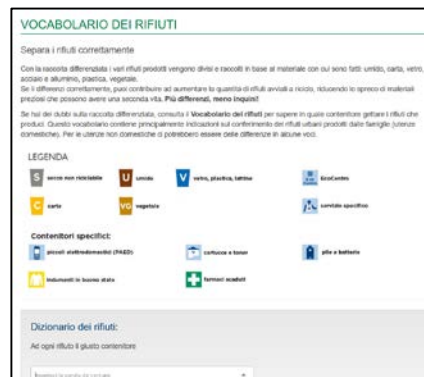 VOCABOLARIO DEI RIFIUTI
Separa i rifiuti correttamente
Con la raccolta differenziata i vari rifiuti prodotti vengono divisi e raccolti in base al materiale con cui sono fatti: umido, carta, vetro,
acciaio e alluminio, plastica, vegetale.
Se li differenzi correttamente, puoi contribuire ad aumentare la quantità di rifiuti avviati a riciclo, riducendo lo spreco di materiali
preziosi che possono avere una seconda vita. Più differenzi, meno inquini!
Se hai dei dubbi sulla raccolta differenziata, consulta il Vocabolario dei rifiuti per sapere in quale contenitore gettare i rifiuti che
produci. Questo vocabolario contiene principalmente indicazioni sul conferimento dei rifiuti urbani prodotti dalle famiglie (utenze
domestiche). Per le utenze non domestiche ci potrebbero essere delle differenze in alcune voci.
LEGENDA
S secco non riciclabile U umido V vetro, plastica, lattine EcoCentro
C carta VG vegetale servizio specifico
Contenitori specifici:
piccoli elettrodomestici (PAED) cartucce e toner pile e batterie
indumenti in buono stato farmaci scaduti
Dizionario dei rifiuti:
Ad ogni rifiuto il giusto contenitore
Inserisci la parola da cercare